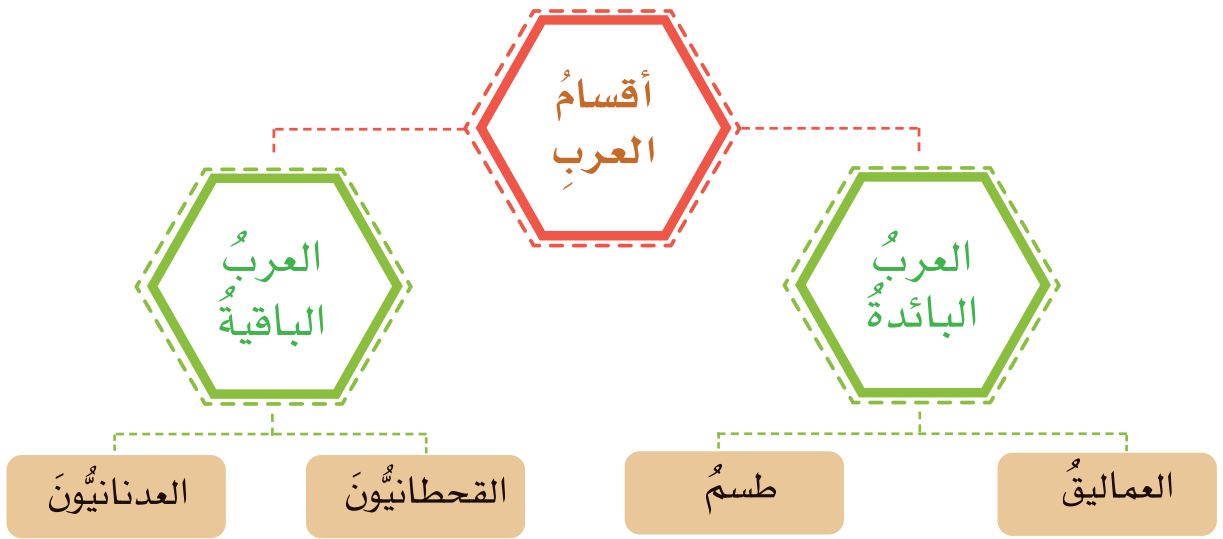 أقسامُ
العربِ
العربُ
البائدةُ
العربُ
الباقيةُ
العماليقُ
طسمُ
القحطانيُّونَ
العدنانيُّونَ